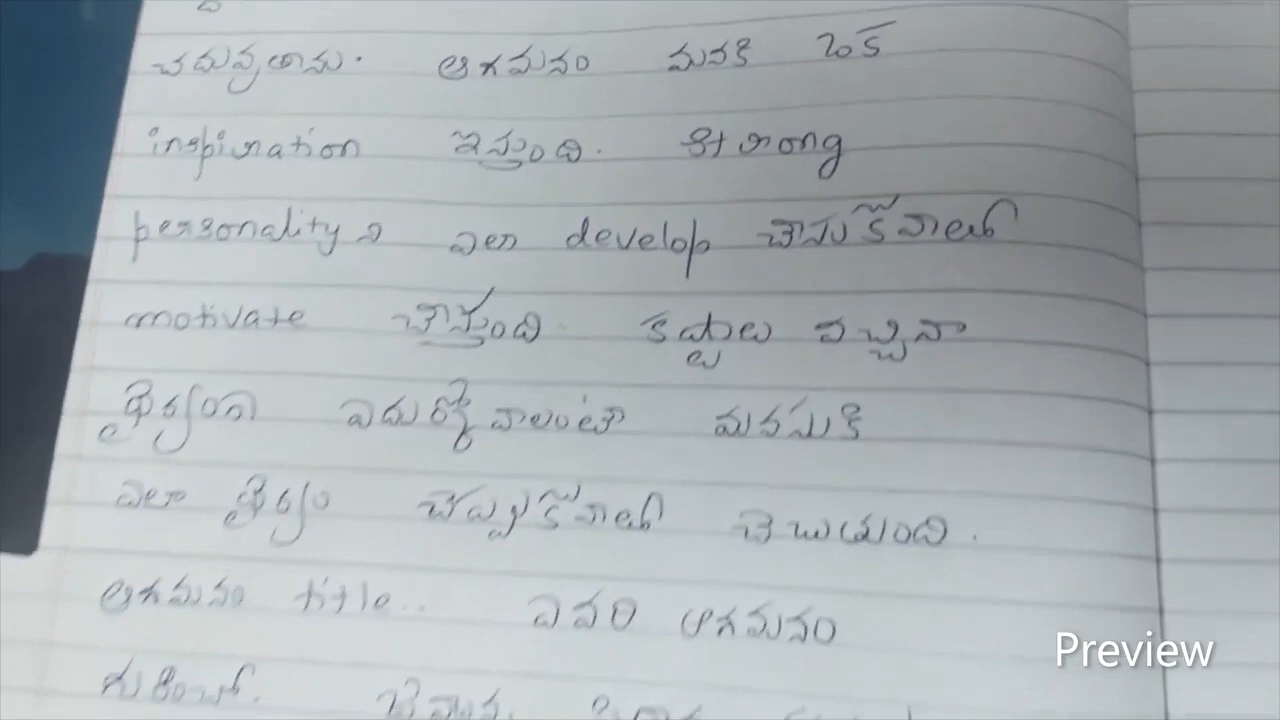 చదువుతాను. ఆగమనం మనకి ఒక
inspiration ఇస్తుంది. strong
personality ని ఎలా develop చేసుకోవాలో
motivate చేస్తుంది. కష్టాలు వచ్చినా
ధైర్యంగా ఎదుర్కోవాలంటే మనసుకి
ఎలా ధైర్యం చెప్పుకోవాలో చెబుతుంది.
ఆగమనం title.. ఎవరి ఆగమనం
గురించో.
Preview